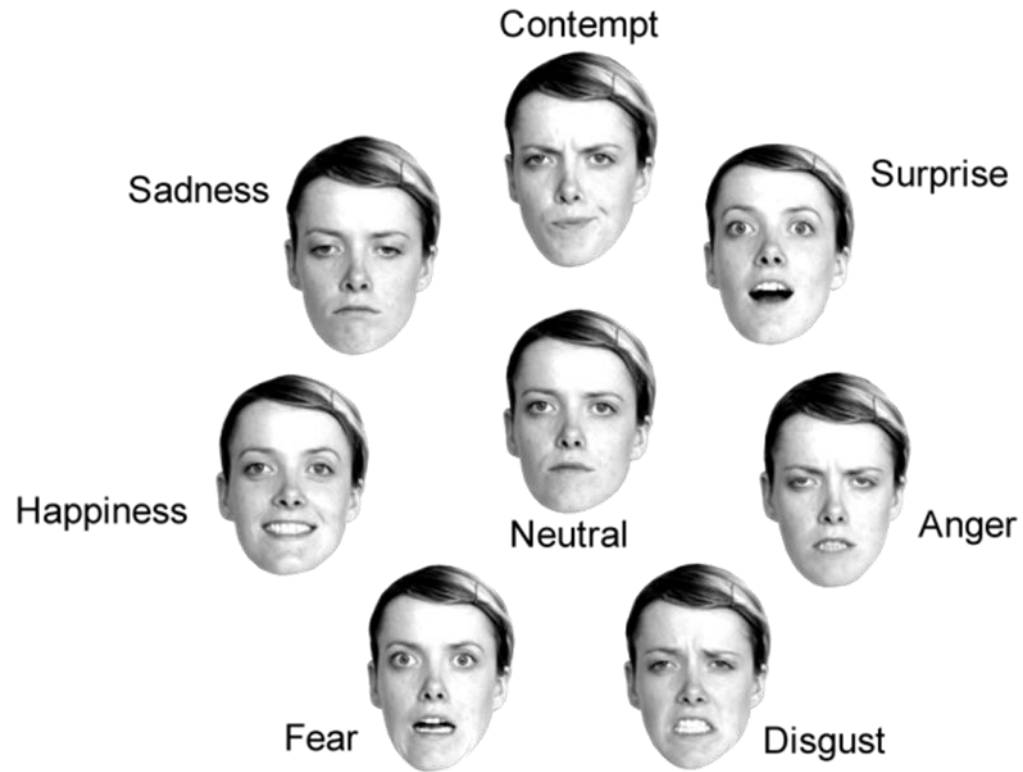 Contempt
Surprise
Sadness
Happiness
Neutral
Anger
Fear
Disgust